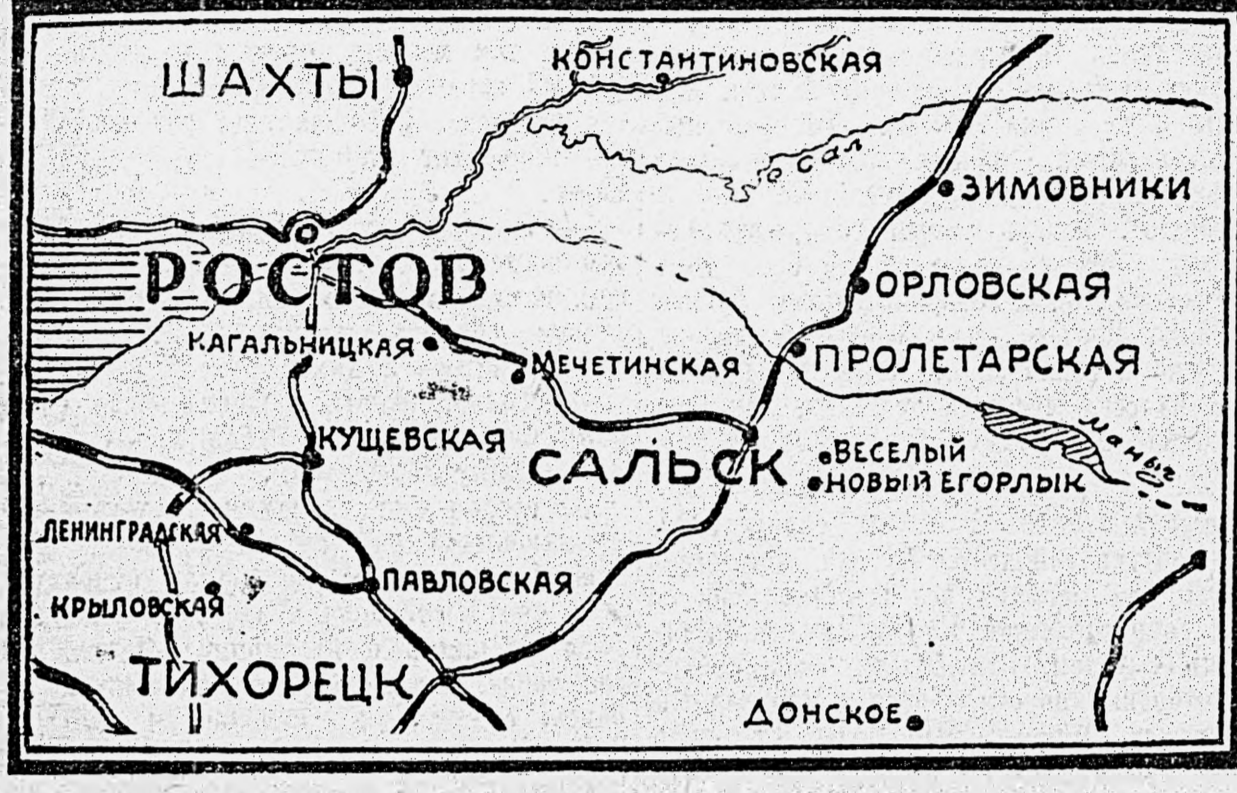 КОНСТАНТИНОВСКАЯ
ШАХТЫ
Сал
ЗИМОВНИКИ
РОСТОВ
ОРЛОВСКАЯ
КАГАЛЬНИЦКАЯ
МЕЧЕТИНСКАЯ
ПРОЛЕТАРСКАЯ
КУЩЕВСКАЯ
САЛЬСК
ВЕСЕЛЫЙ
Маныч
НОВЫЙ ЕГОРЛЫК
ЛЕНИНГРАДСКАЯ
ПАВЛОВСКАЯ
КРЫЛОВСКАЯ
ТИХОРЕЦК
ДОНСКОЕ